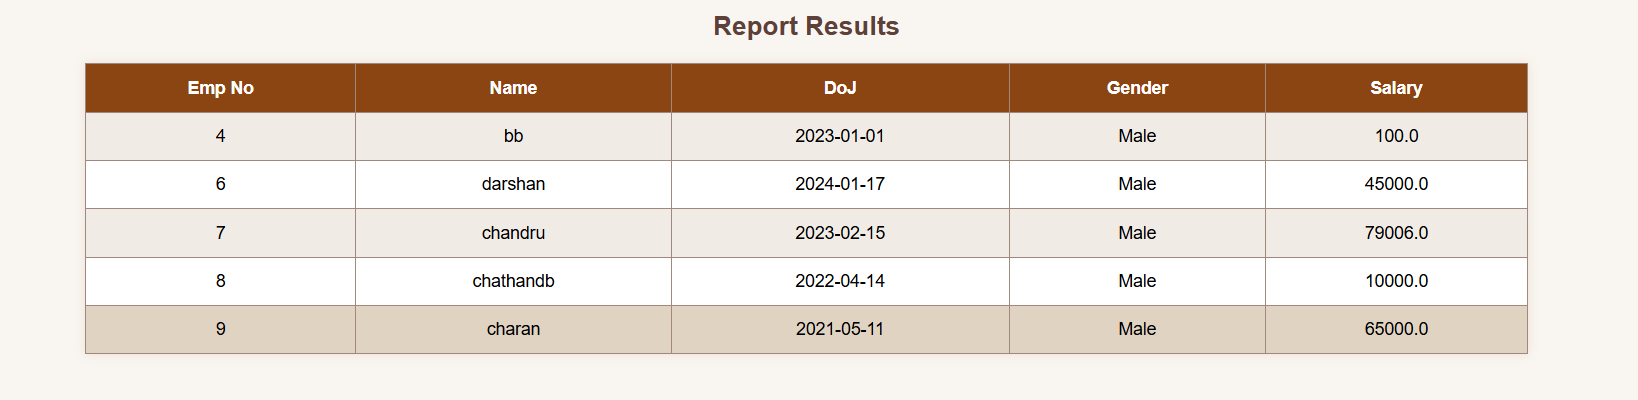 Report Results
Emp No Name DoJ Gender Salary
4 bb 2023-01-01 Male 100.0
6 darshan 2024-01-17 Male 45000.0
7 chandru 2023-02-15 Male 79006.0
8 chathandb 2022-04-14 Male 10000.0
9 charan 2021-05-11 Male 65000.0